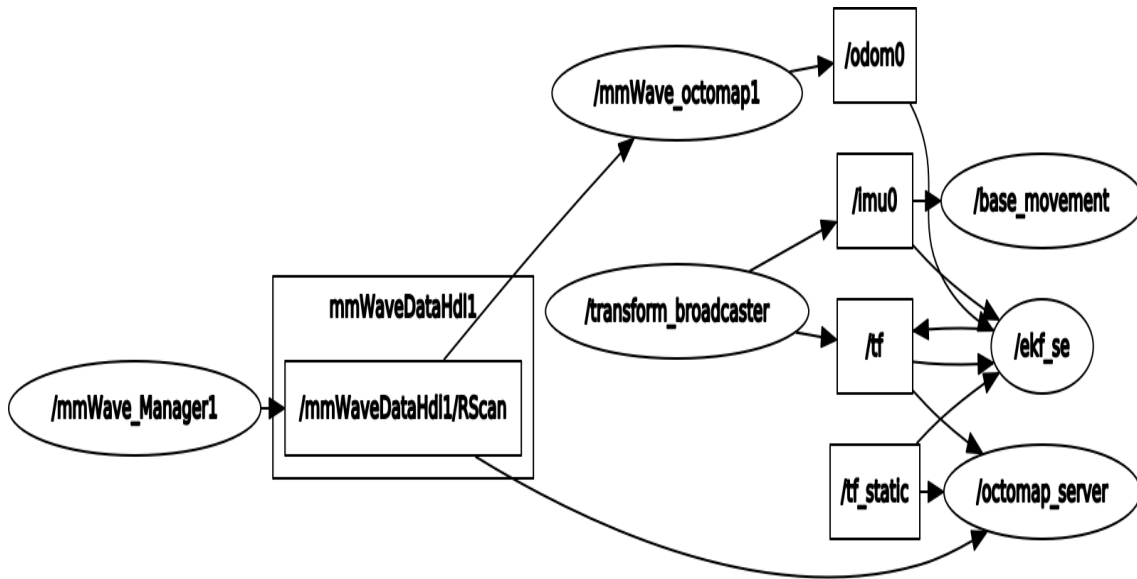 /odom0
/mmWave_octomap1
/imu0
/base_movement
mmWaveDataHdl1
/transform_broadcaster
/tf
/ekf_se
/mmWave_Manager1
/mmWaveDataHdl1/RScan
/tf_static
/octomap_server